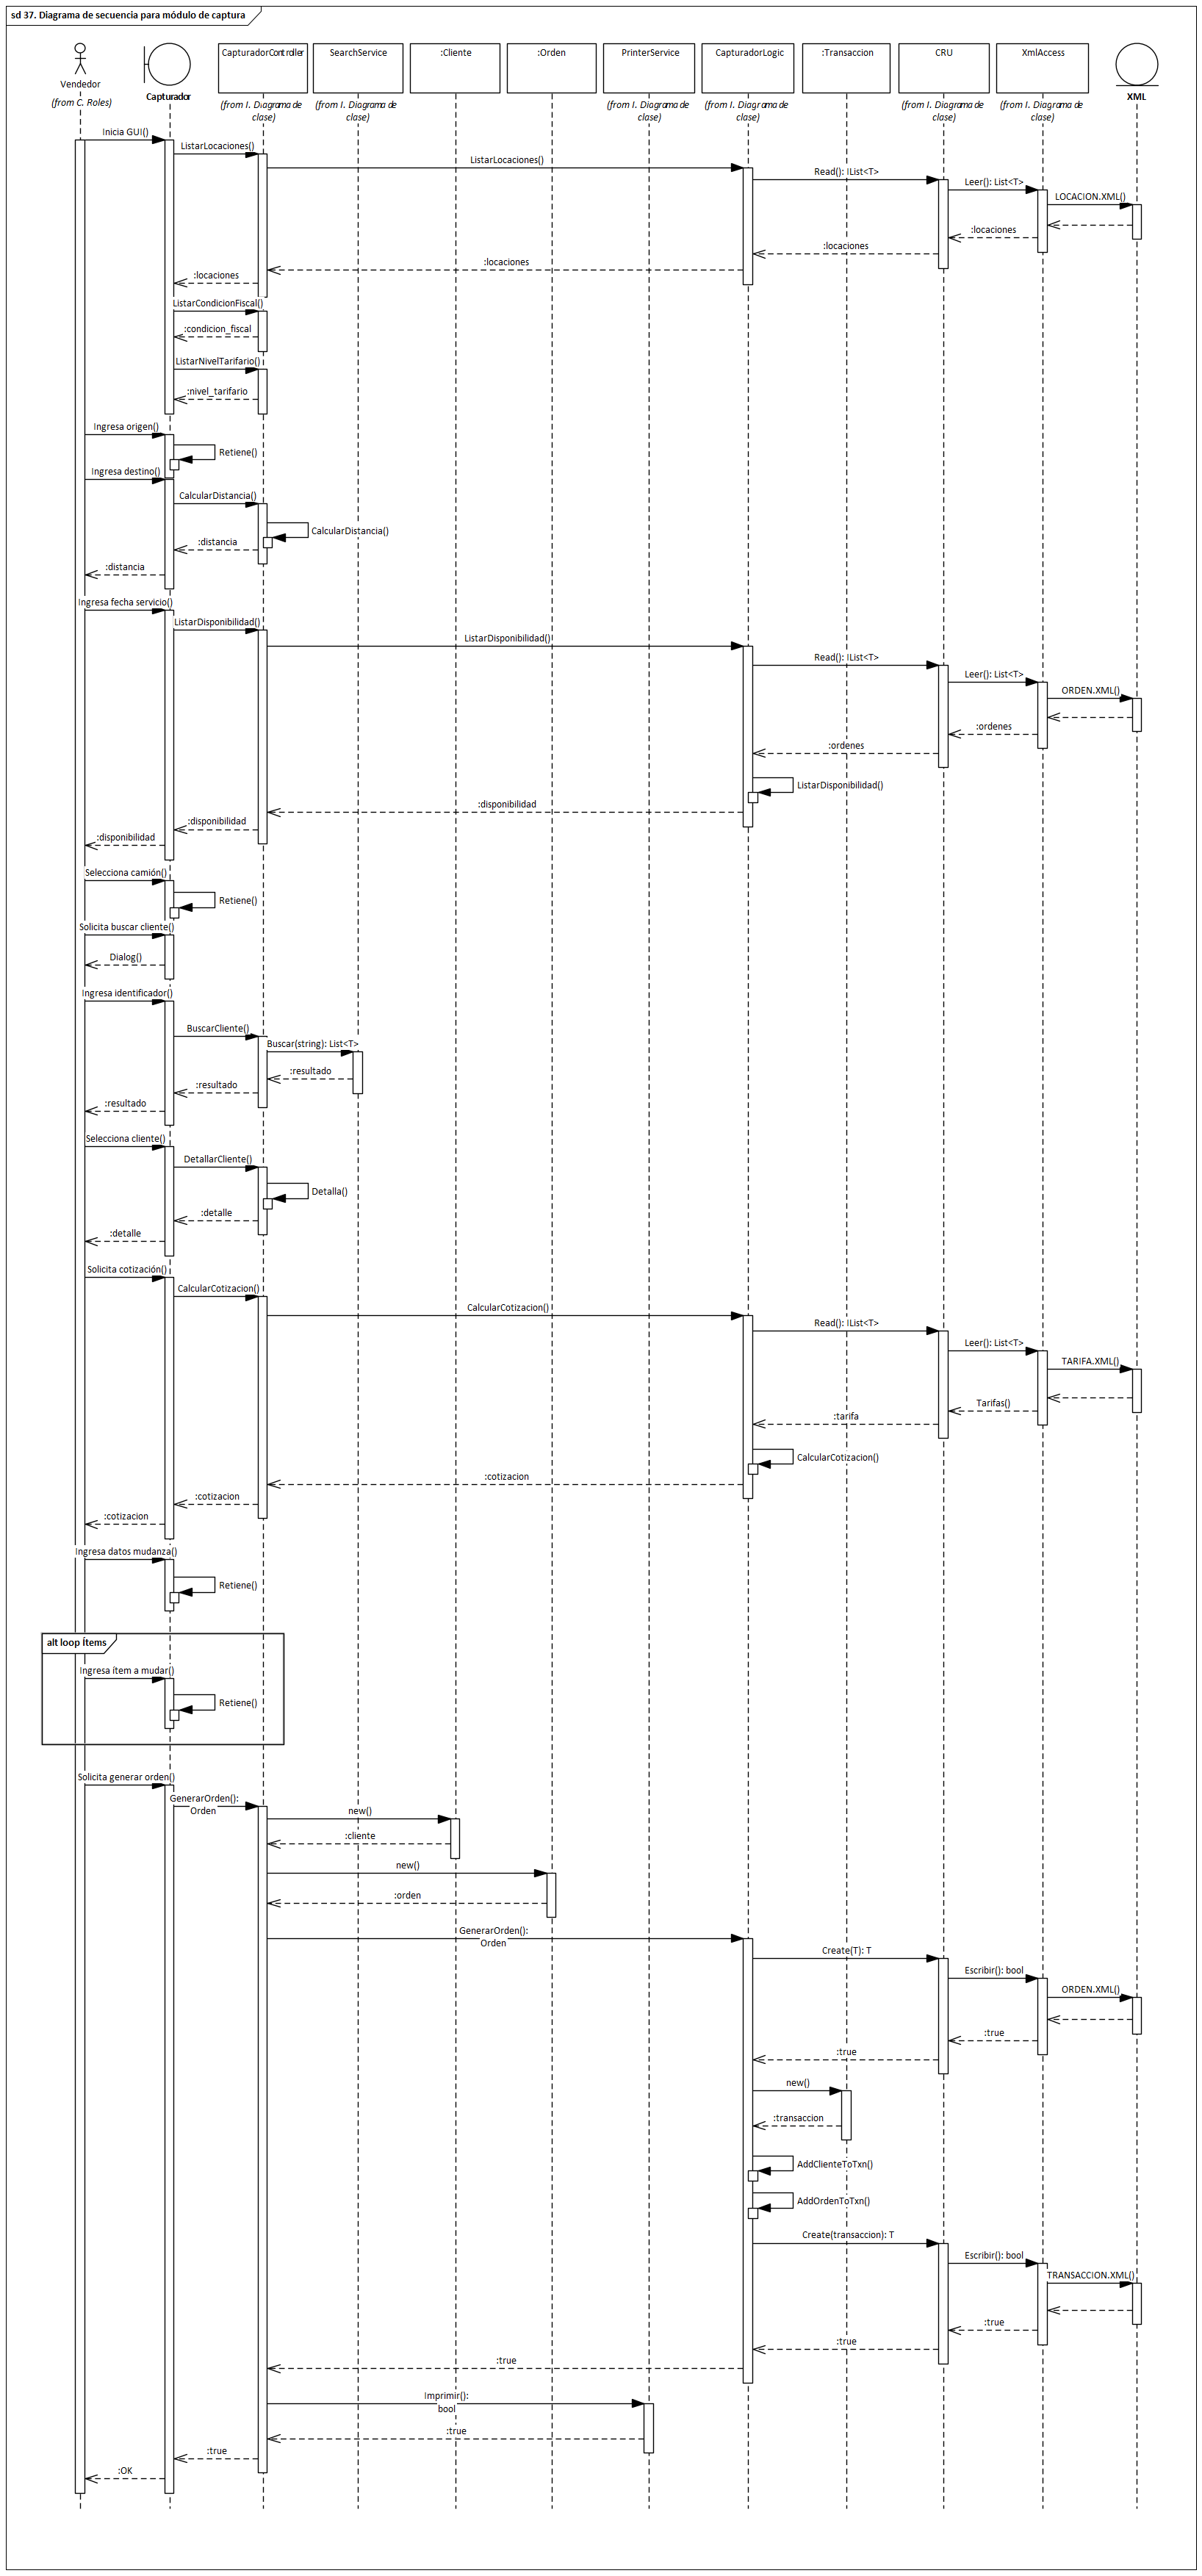 sd 37. Diagrama de secuencia para módulo de captura
Vendedor
(from C. Roles)
Capturador
CapturadorController
(from I. Diagrama de
clase)
SearchService
(from I. Diagrama de
clase)
:Cliente
:Orden
PrinterService
(from I. Diagrama de
clase)
CapturadorLogic
(from I. Diagrama de
clase)
:Transaccion
CRU
(from I. Diagrama de
clase)
XmlAccess
(from I. Diagrama de
clase)
XML
Inicia GUI()
ListarLocaciones()
ListarLocaciones()
Read(): IList<T>
Leer(): List<T>
LOCACION.XML()
:locaciones
:locaciones
:locaciones
:locaciones
ListarCondicionFiscal()
:condicion_fiscal
ListarNivelTarifario()
:nivel_tarifario
Ingresa origen()
Retiene()
Ingresa destino()
CalcularDistancia()
CalcularDistancia()
:distancia
:distancia
Ingresa fecha servicio()
ListarDisponibilidad()
ListarDisponibilidad()
Read(): IList<T>
Leer(): List<T>
ORDEN.XML()
:ordenes
:ordenes
ListarDisponibilidad()
:disponibilidad
:disponibilidad
:disponibilidad
Selecciona camión()
Retiene()
Solicita buscar cliente()
Dialog()
Ingresa identificador()
BuscarCliente()
Buscar(string): List<T>
:resultado
:resultado
:resultado
Selecciona cliente()
DetallarCliente()
Detalla()
:detalle
:detalle
Solicita cotización()
CalcularCotizacion()
CalcularCotizacion()
Read(): IList<T>
Leer(): List<T>
TARIFA.XML()
Tarifas()
:tarifa
CalcularCotizacion()
:cotizacion
:cotizacion
:cotizacion
Ingresa datos mudanza()
Retiene()
alt loop Ítems
Ingresa ítem a mudar()
Retiene()
Solicita generar orden()
GenerarOrden():
Orden
new()
:cliente
new()
:orden
GenerarOrden():
Orden
Create(T): T
Escribir(): bool
ORDEN.XML()
:true
:true
new()
:transaccion
AddClienteToTxn()
AddOrdenToTxn()
Create(transaccion): T
Escribir(): bool
TRANSACCION.XML()
:true
:true
:true
Imprimir():
bool
:true
:true
:OK